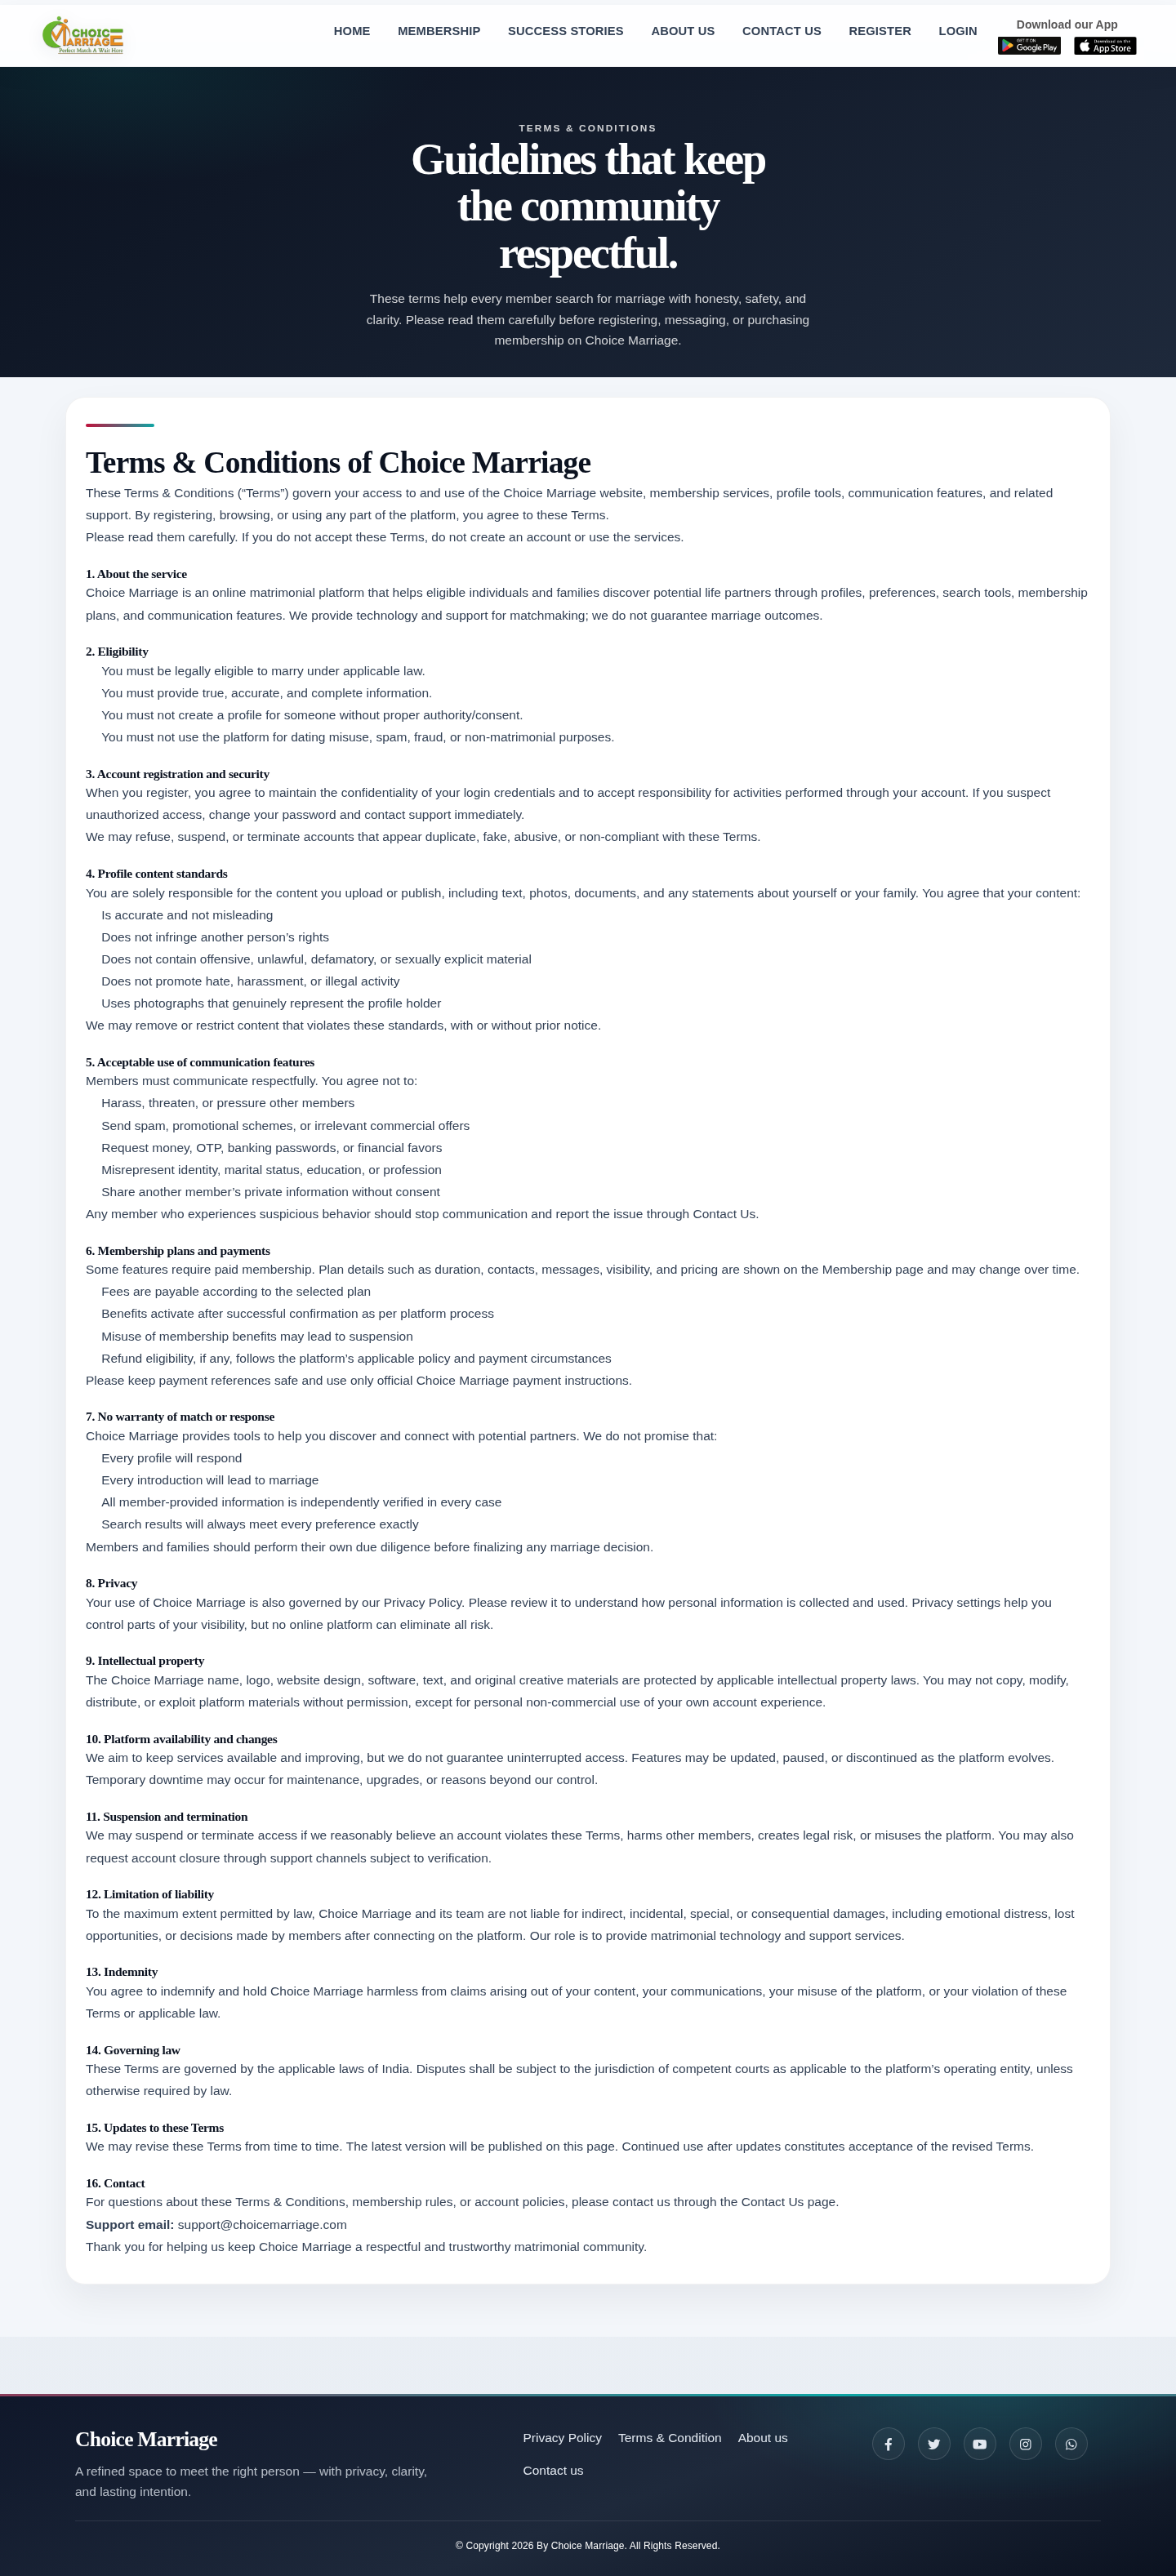 CHOICE
MARRIAGE
Perfect Match A Wait Here
HOME MEMBERSHIP SUCCESS STORIES ABOUT US CONTACT US REGISTER LOGIN
Download our App
GET IT ON
Google Play
Download on the
App Store
TERMS & CONDITIONS
Guidelines that keep
the community
respectful.
These terms help every member search for marriage with honesty, safety, and
clarity. Please read them carefully before registering, messaging, or purchasing
membership on Choice Marriage.
Terms & Conditions of Choice Marriage
These Terms & Conditions (“Terms”) govern your access to and use of the Choice Marriage website, membership services, profile tools, communication features, and related
support. By registering, browsing, or using any part of the platform, you agree to these Terms.
Please read them carefully. If you do not accept these Terms, do not create an account or use the services.
1. About the service
Choice Marriage is an online matrimonial platform that helps eligible individuals and families discover potential life partners through profiles, preferences, search tools, membership
plans, and communication features. We provide technology and support for matchmaking; we do not guarantee marriage outcomes.
2. Eligibility
You must be legally eligible to marry under applicable law.
You must provide true, accurate, and complete information.
You must not create a profile for someone without proper authority/consent.
You must not use the platform for dating misuse, spam, fraud, or non-matrimonial purposes.
3. Account registration and security
When you register, you agree to maintain the confidentiality of your login credentials and to accept responsibility for activities performed through your account. If you suspect
unauthorized access, change your password and contact support immediately.
We may refuse, suspend, or terminate accounts that appear duplicate, fake, abusive, or non-compliant with these Terms.
4. Profile content standards
You are solely responsible for the content you upload or publish, including text, photos, documents, and any statements about yourself or your family. You agree that your content:
Is accurate and not misleading
Does not infringe another person’s rights
Does not contain offensive, unlawful, defamatory, or sexually explicit material
Does not promote hate, harassment, or illegal activity
Uses photographs that genuinely represent the profile holder
We may remove or restrict content that violates these standards, with or without prior notice.
5. Acceptable use of communication features
Members must communicate respectfully. You agree not to:
Harass, threaten, or pressure other members
Send spam, promotional schemes, or irrelevant commercial offers
Request money, OTP, banking passwords, or financial favors
Misrepresent identity, marital status, education, or profession
Share another member’s private information without consent
Any member who experiences suspicious behavior should stop communication and report the issue through Contact Us.
6. Membership plans and payments
Some features require paid membership. Plan details such as duration, contacts, messages, visibility, and pricing are shown on the Membership page and may change over time.
Fees are payable according to the selected plan
Benefits activate after successful confirmation as per platform process
Misuse of membership benefits may lead to suspension
Refund eligibility, if any, follows the platform’s applicable policy and payment circumstances
Please keep payment references safe and use only official Choice Marriage payment instructions.
7. No warranty of match or response
Choice Marriage provides tools to help you discover and connect with potential partners. We do not promise that:
Every profile will respond
Every introduction will lead to marriage
All member-provided information is independently verified in every case
Search results will always meet every preference exactly
Members and families should perform their own due diligence before finalizing any marriage decision.
8. Privacy
Your use of Choice Marriage is also governed by our Privacy Policy. Please review it to understand how personal information is collected and used. Privacy settings help you
control parts of your visibility, but no online platform can eliminate all risk.
9. Intellectual property
The Choice Marriage name, logo, website design, software, text, and original creative materials are protected by applicable intellectual property laws. You may not copy, modify,
distribute, or exploit platform materials without permission, except for personal non-commercial use of your own account experience.
10. Platform availability and changes
We aim to keep services available and improving, but we do not guarantee uninterrupted access. Features may be updated, paused, or discontinued as the platform evolves.
Temporary downtime may occur for maintenance, upgrades, or reasons beyond our control.
11. Suspension and termination
We may suspend or terminate access if we reasonably believe an account violates these Terms, harms other members, creates legal risk, or misuses the platform. You may also
request account closure through support channels subject to verification.
12. Limitation of liability
To the maximum extent permitted by law, Choice Marriage and its team are not liable for indirect, incidental, special, or consequential damages, including emotional distress, lost
opportunities, or decisions made by members after connecting on the platform. Our role is to provide matrimonial technology and support services.
13. Indemnity
You agree to indemnify and hold Choice Marriage harmless from claims arising out of your content, your communications, your misuse of the platform, or your violation of these
Terms or applicable law.
14. Governing law
These Terms are governed by the applicable laws of India. Disputes shall be subject to the jurisdiction of competent courts as applicable to the platform’s operating entity, unless
otherwise required by law.
15. Updates to these Terms
We may revise these Terms from time to time. The latest version will be published on this page. Continued use after updates constitutes acceptance of the revised Terms.
16. Contact
For questions about these Terms & Conditions, membership rules, or account policies, please contact us through the Contact Us page.
Support email: support@choicemarriage.com
Thank you for helping us keep Choice Marriage a respectful and trustworthy matrimonial community.
Choice Marriage
A refined space to meet the right person — with privacy, clarity,
and lasting intention.
Privacy Policy Terms & Condition About us
Contact us
© Copyright 2026 By Choice Marriage. All Rights Reserved.